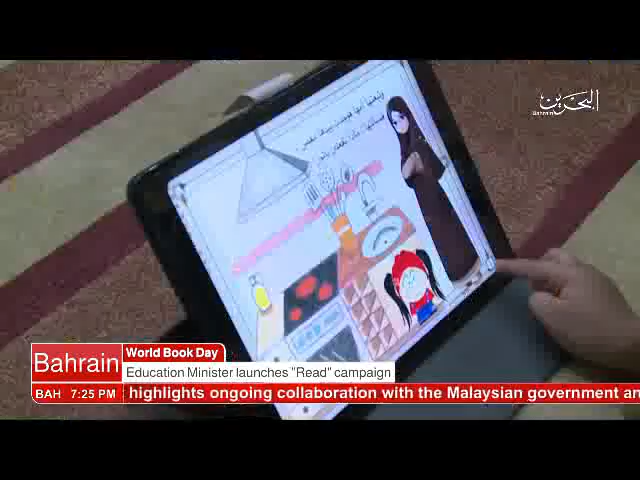 البحرين
Bahrain
Bahrain
World Book Day
Education Minister launches "Read" campaign
BAH 7:25 PM highlights ongoing collaboration with the Malaysian government an